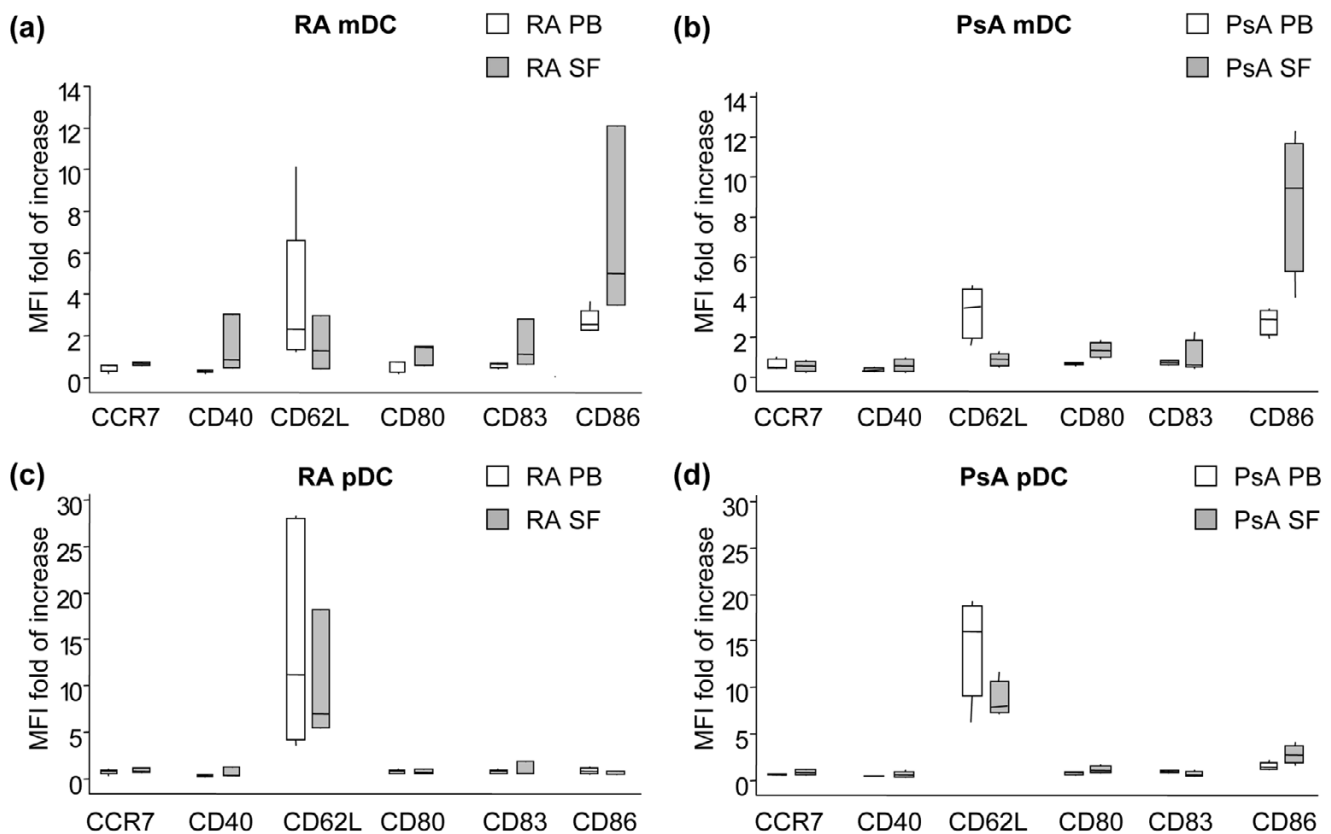 (a)
RA mDC
RA PB
RA SF
MFI fold of increase
14
12
10
8
6
4
2
0
CCR7 CD40 CD62L CD80 CD83 CD86
(b)
PsA mDC
PsA PB
PsA SF
MFI fold of increase
14
12
10
8
6
4
2
0
CCR7 CD40 CD62L CD80 CD83 CD86
(c)
RA pDC
RA PB
RA SF
MFI fold of increase
30
25
20
15
10
5
0
CCR7 CD40 CD62L CD80 CD83 CD86
(d)
PsA pDC
PsA PB
PsA SF
MFI fold of increase
30
25
20
15
10
5
0
CCR7 CD40 CD62L CD80 CD83 CD86